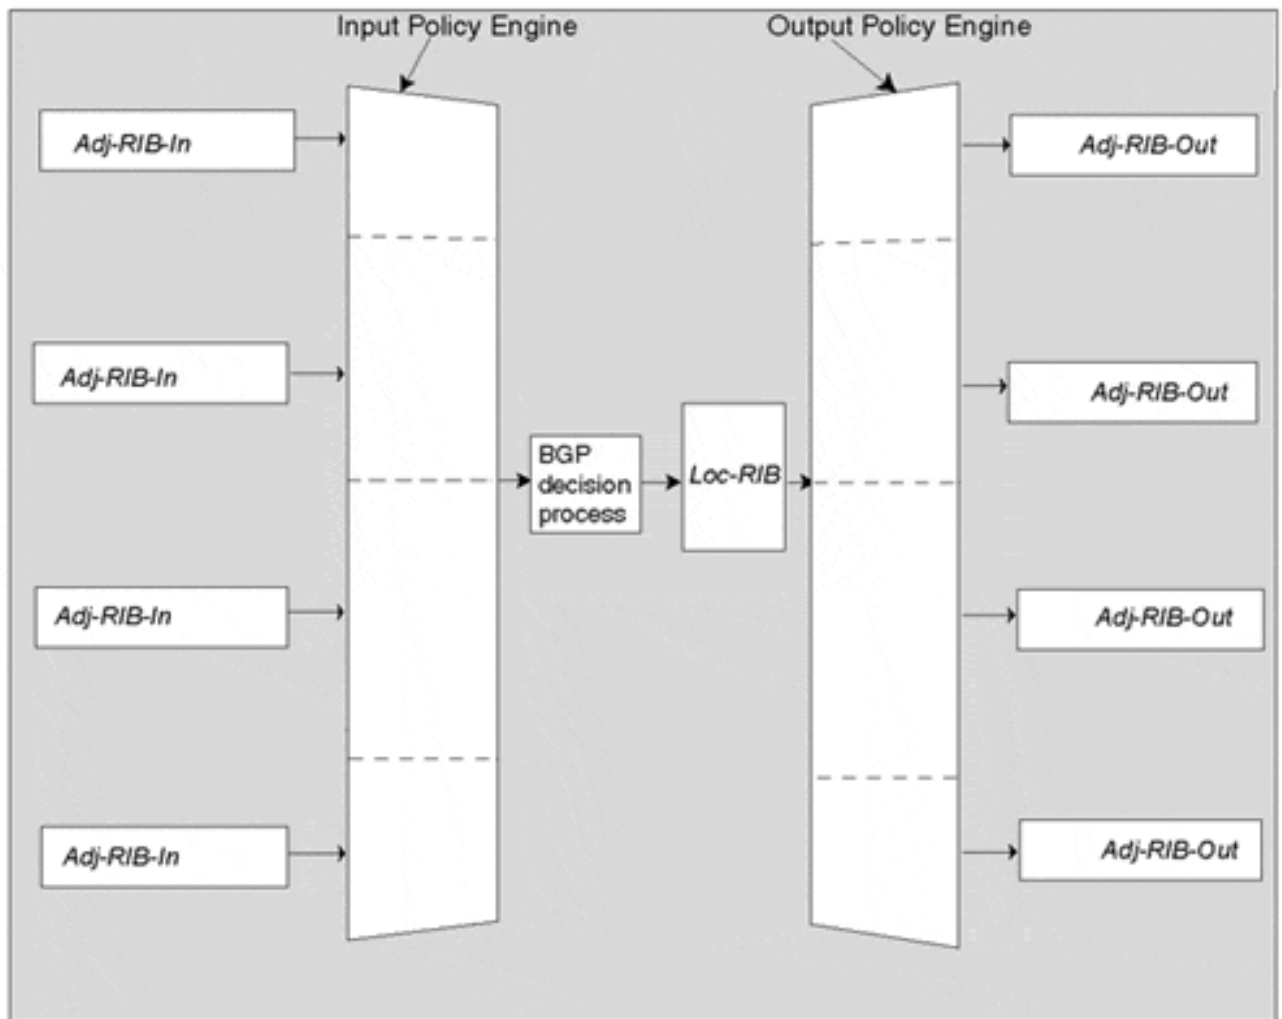 Input Policy Engine
Output Policy Engine
Adj-RIB-In
Adj-RIB-Out
Adj-RIB-In
Adj-RIB-Out
BGP
decision
process
Loc-RIB
Adj-RIB-In
Adj-RIB-Out
Adj-RIB-In
Adj-RIB-Out